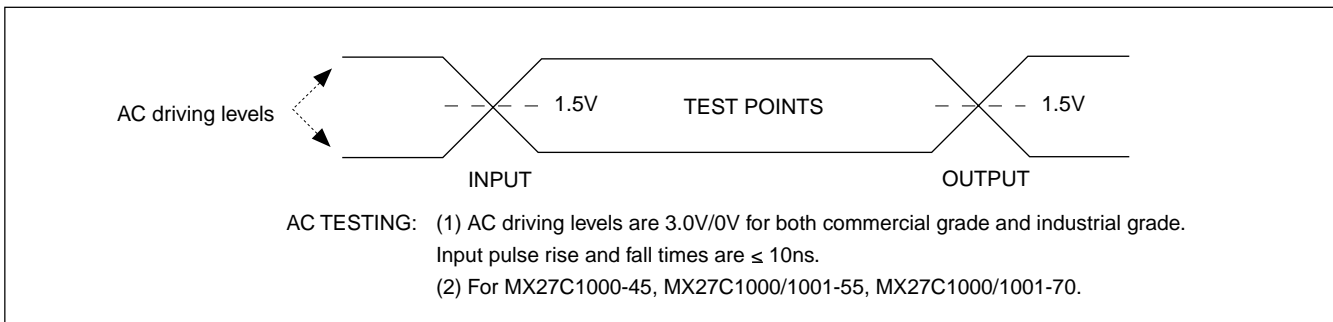 AC driving levels
1.5V
TEST POINTS
1.5V
INPUT
OUTPUT
AC TESTING: (1) AC driving levels are 3.0V/0V for both commercial grade and industrial grade.
Input pulse rise and fall times are ≤ 10ns.
(2) For MX27C1000-45, MX27C1000/1001-55, MX27C1000/1001-70.